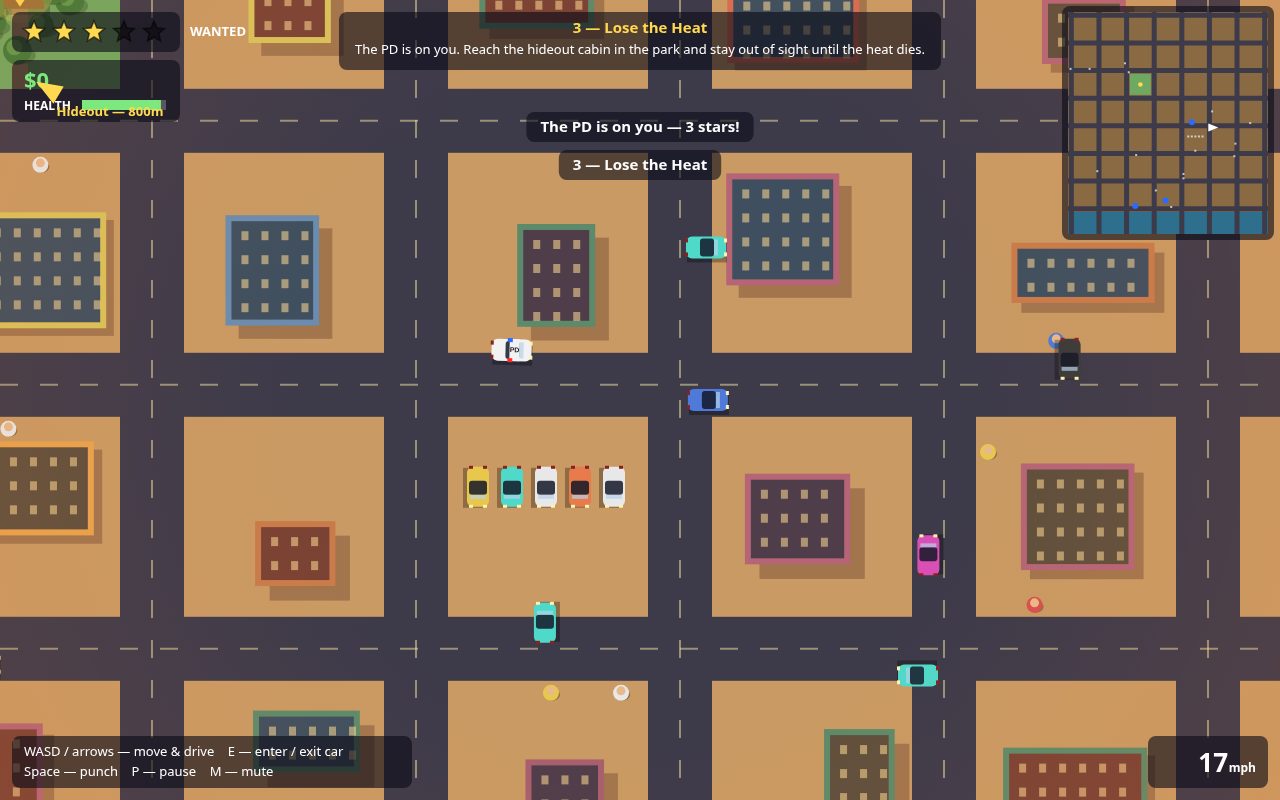 WANTED
$0
HEALTH
Hideout — 800m
3 — Lose the Heat
The PD is on you. Reach the hideout cabin in the park and stay out of sight until the heat dies.
The PD is on you — 3 stars!
3 — Lose the Heat
PD
WASD / arrows — move & drive E — enter / exit car
Space — punch P — pause M — mute
17 mph